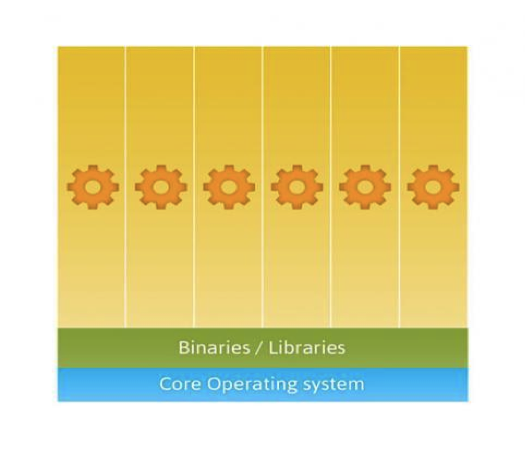 Binaries / Libraries
Core Operating system